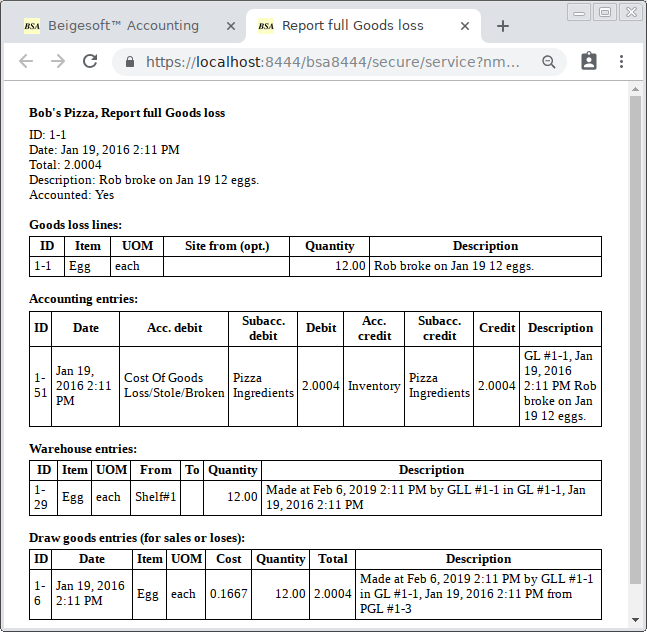 BSA Beigesoft™ Accounting
BSA Report full Goods loss
https://localhost:8444/bsa8444/secure/service?nm...
Bob's Pizza, Report full Goods loss
ID: 1-1
Date: Jan 19, 2016 2:11 PM
Total: 2.0004
Description: Rob broke on Jan 19 12 eggs.
Accounted: Yes
Goods loss lines:
ID Item UOM Site from (opt.) Quantity Description
1-1 Egg each 12.00 Rob broke on Jan 19 12 eggs.
Accounting entries:
ID Date Acc. debit Subacc. debit Debit Acc. credit Subacc. credit Credit Description
1-51 Jan 19, 2016 2:11 PM Cost Of Goods Loss/Stole/Broken Pizza Ingredients 2.0004 Inventory Pizza Ingredients 2.0004 GL #1-1, Jan 19, 2016 2:11 PM Rob broke on Jan 19 12 eggs.
Warehouse entries:
ID Item UOM From To Quantity Description
1-29 Egg each Shelf#1 12.00 Made at Feb 6, 2019 2:11 PM by GLL #1-1 in GL #1-1, Jan 19, 2016 2:11 PM
Draw goods entries (for sales or loses):
ID Date Item UOM Cost Quantity Total Description
1-6 Jan 19, 2016 2:11 PM Egg each 0.1667 12.00 2.0004 Made at Feb 6, 2019 2:11 PM by GLL #1-1 in GL #1-1, Jan 19, 2016 2:11 PM from PGL #1-3